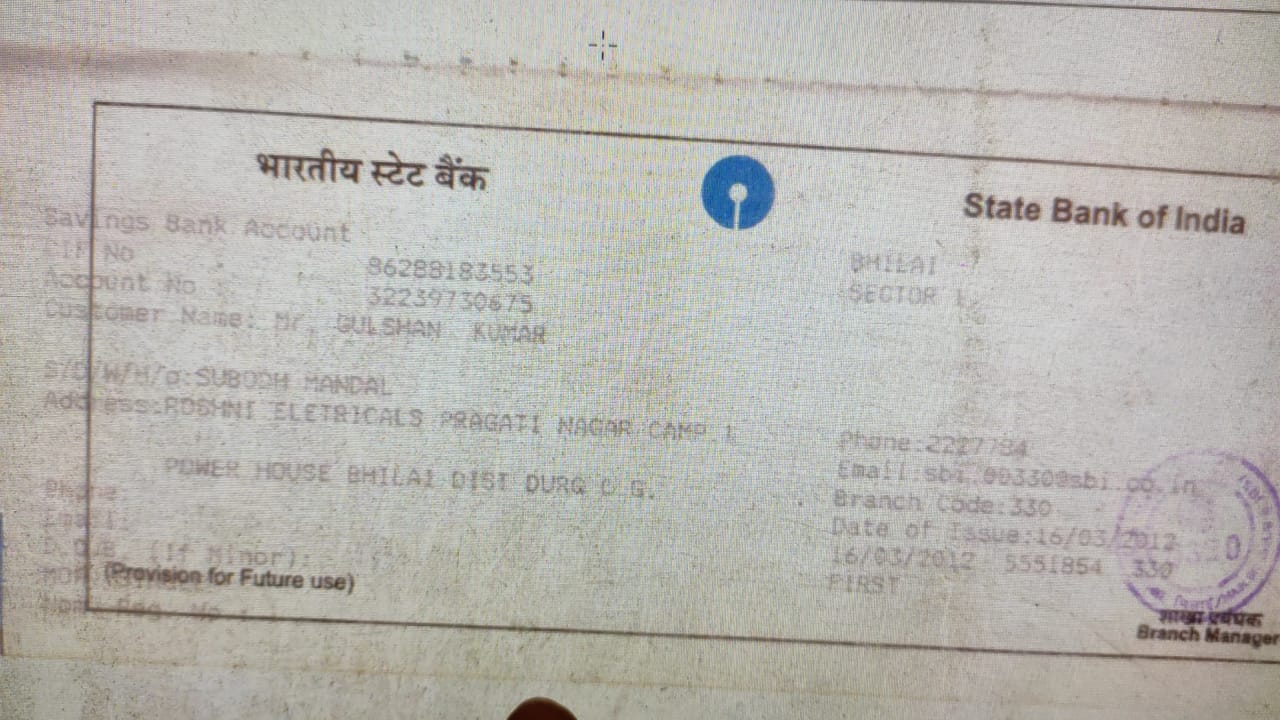 भारतीय स्टेट बैंक
State Bank of India
Savings Bank Account
BHILAI
CIF No 86288183553
SECTOR 1
Account No : 32239730675
Customer Name: Mr. GULSHAN KUMAR
S/D/W/H/o:SUBODH MANDAL
Address:ROSHNI ELETRICALS PRAGATI NAGAR CAMP 1
Phone:2227784
POWER HOUSE BHILAI DIST DURG C G.
Email:sbi.00330@sbi.co.in
Phone:
Branch Code:330
Email:
Date of Issue:16/03/2012
D.O.B. (If Minor):
16/03/2012 5551854 330
(Provision for Future use)
FIRST
Nom. Reg. No.:
शाखा प्रबंधक
Branch Manager